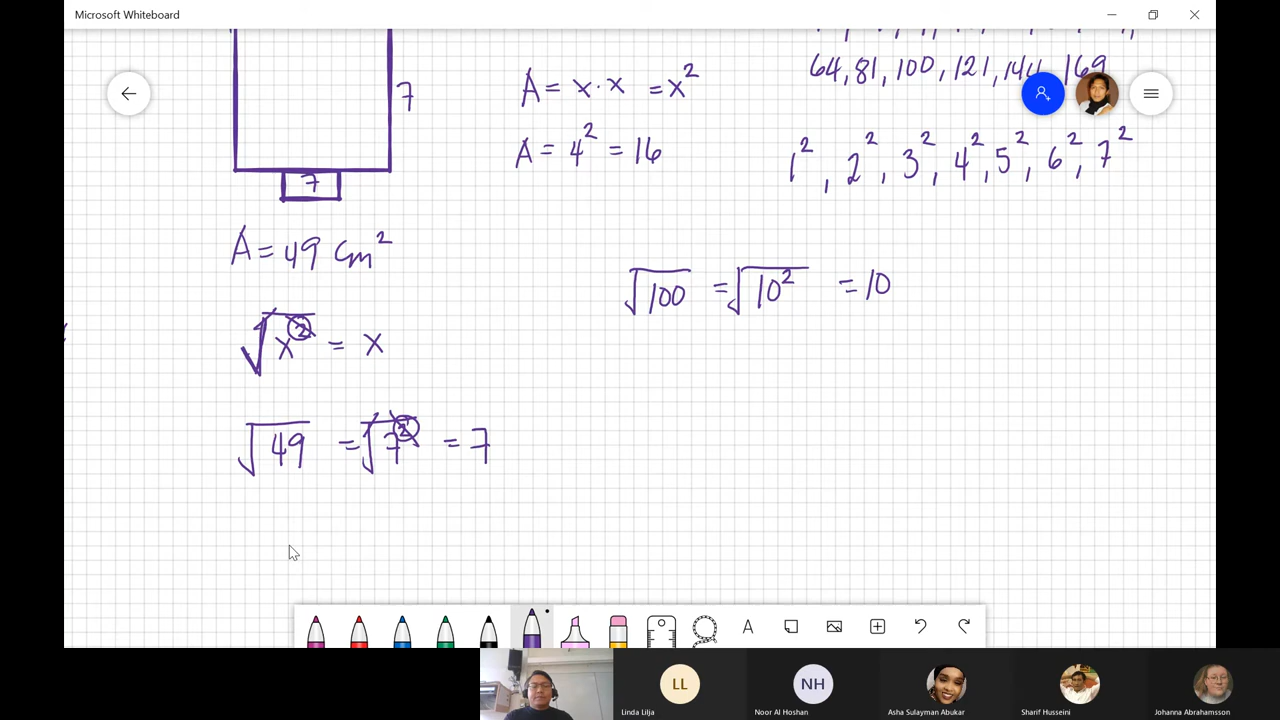 Microsoft Whiteboard
64, 81, 100, 121, 144, 169
7
A = x · x = x²
A = 4² = 16
1², 2², 3², 4², 5², 6², 7²
7
A = 49 cm²
√100 = √10² = 10
√x² = x
√49 = √7² = 7
A
LL
NH
Linda Lilja
Noor Al Hoshan
Asha Sulayman Abukar
Sharif Husseini
Johanna Abrahamsson